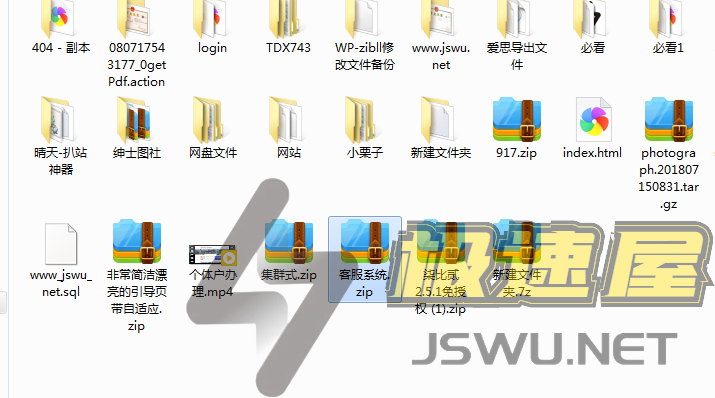 404 - 副本
080717543177_0getPdf.action
login
TDX743
WP-zibll修改文件备份
www.jswu.net
爱思导出文件
必看
必看1
晴天-扒站神器
绅士图社
网盘文件
网站
小栗子
新建文件夹
917.zip
index.html
photograph.201807150831.tar.gz
www_jswu_net.sql
非常简洁漂亮的引导页带自适应.zip
个体户办理.mp4
集群式.zip
客服系统.zip
柒比贰2.5.1免授权 (1).zip
新建文件夹.7z
极速屋
JSWU.NET